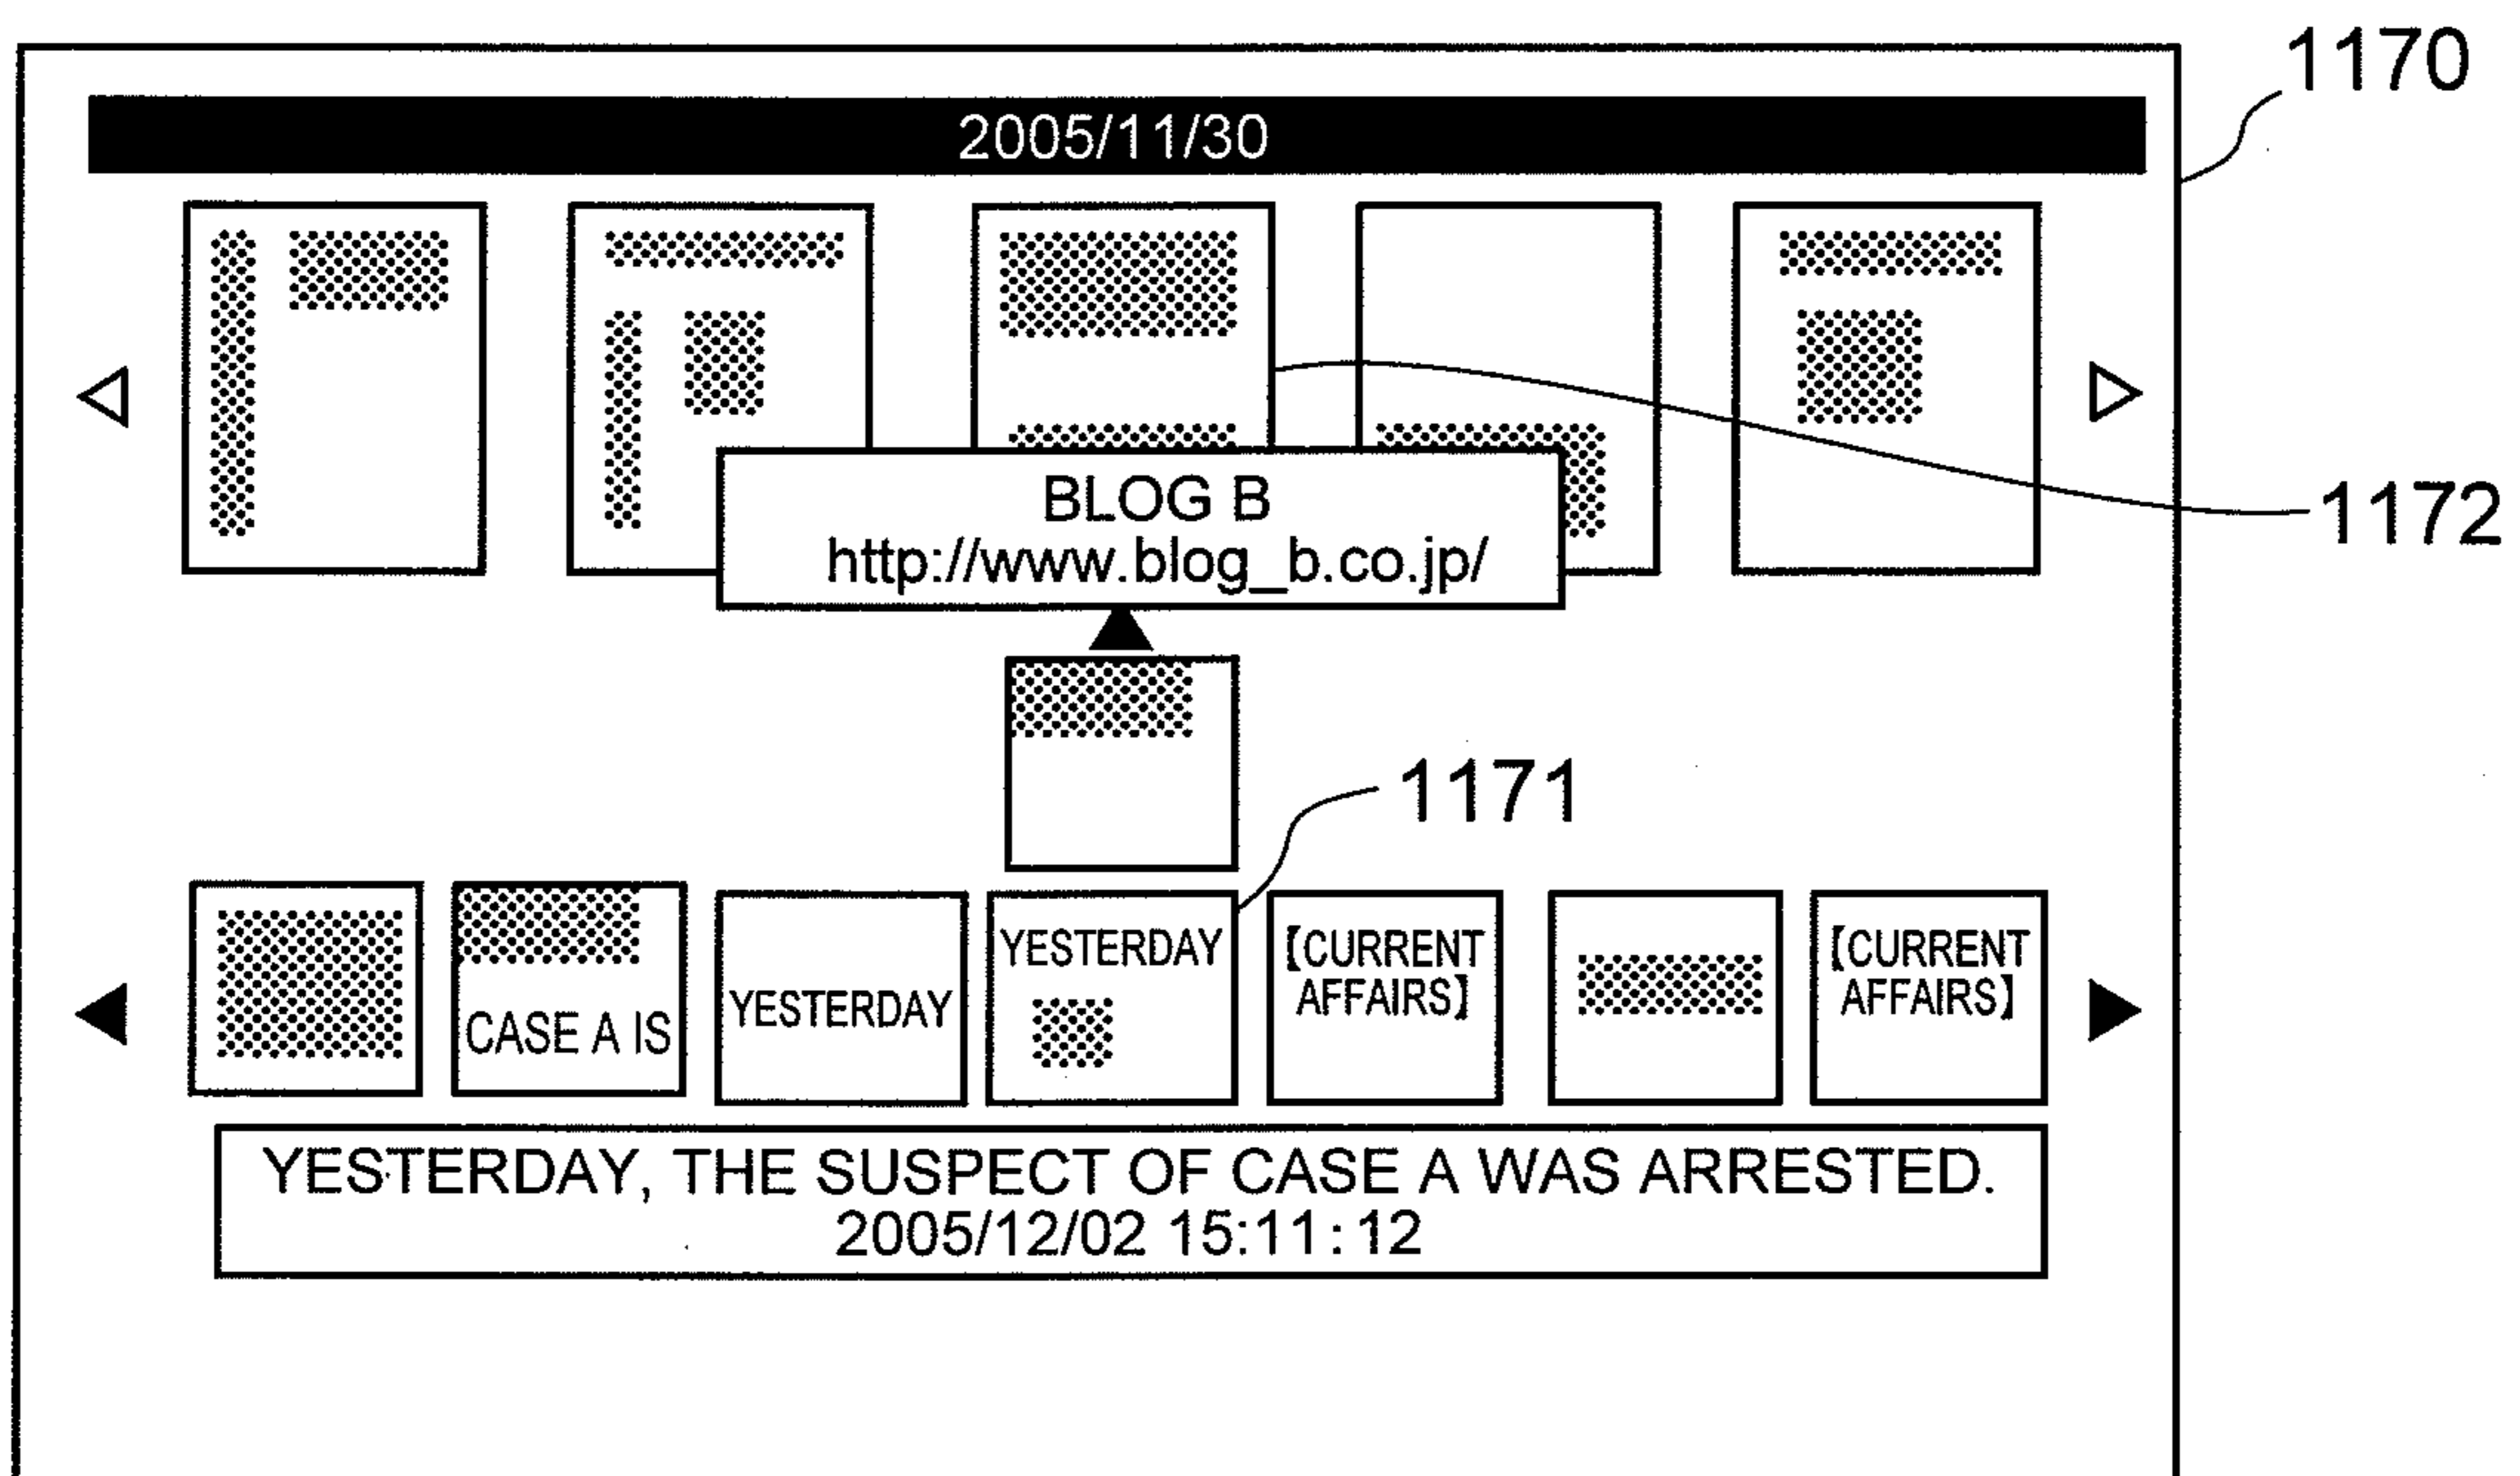 1170
2005/11/30
BLOG B
http://www.blog_b.co.jp/
1172
1171
CASE A IS
YESTERDAY
YESTERDAY
【CURRENT
AFFAIRS】
【CURRENT
AFFAIRS】
YESTERDAY, THE SUSPECT OF CASE A WAS ARRESTED.
2005/12/02 15:11:12